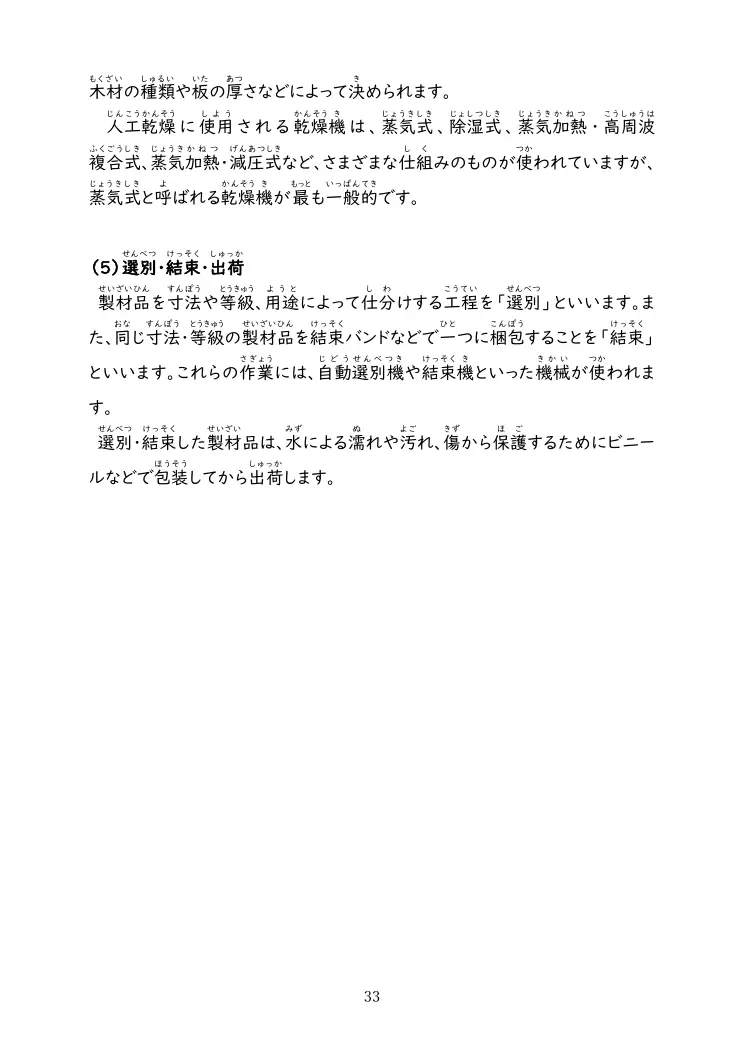 木材の種類や板の厚さなどによって決められます。
人工乾燥に使用される乾燥機は、蒸気式、除湿式、蒸気加熱・高周波
複合式、蒸気加熱・減圧式など、さまざまな仕組みのものが使われていますが、
蒸気式と呼ばれる乾燥機が最も一般的です。
（5）選別・結束・出荷
製材品を寸法や等級、用途によって仕分けする工程を「選別」といいます。ま
た、同じ寸法・等級の製材品を結束バンドなどで一つに梱包することを「結束」
といいます。これらの作業には、自動選別機や結束機といった機械が使われま
す。
選別・結束した製材品は、水による濡れや汚れ、傷から保護するためにビニー
ルなどで包装してから出荷します。
33